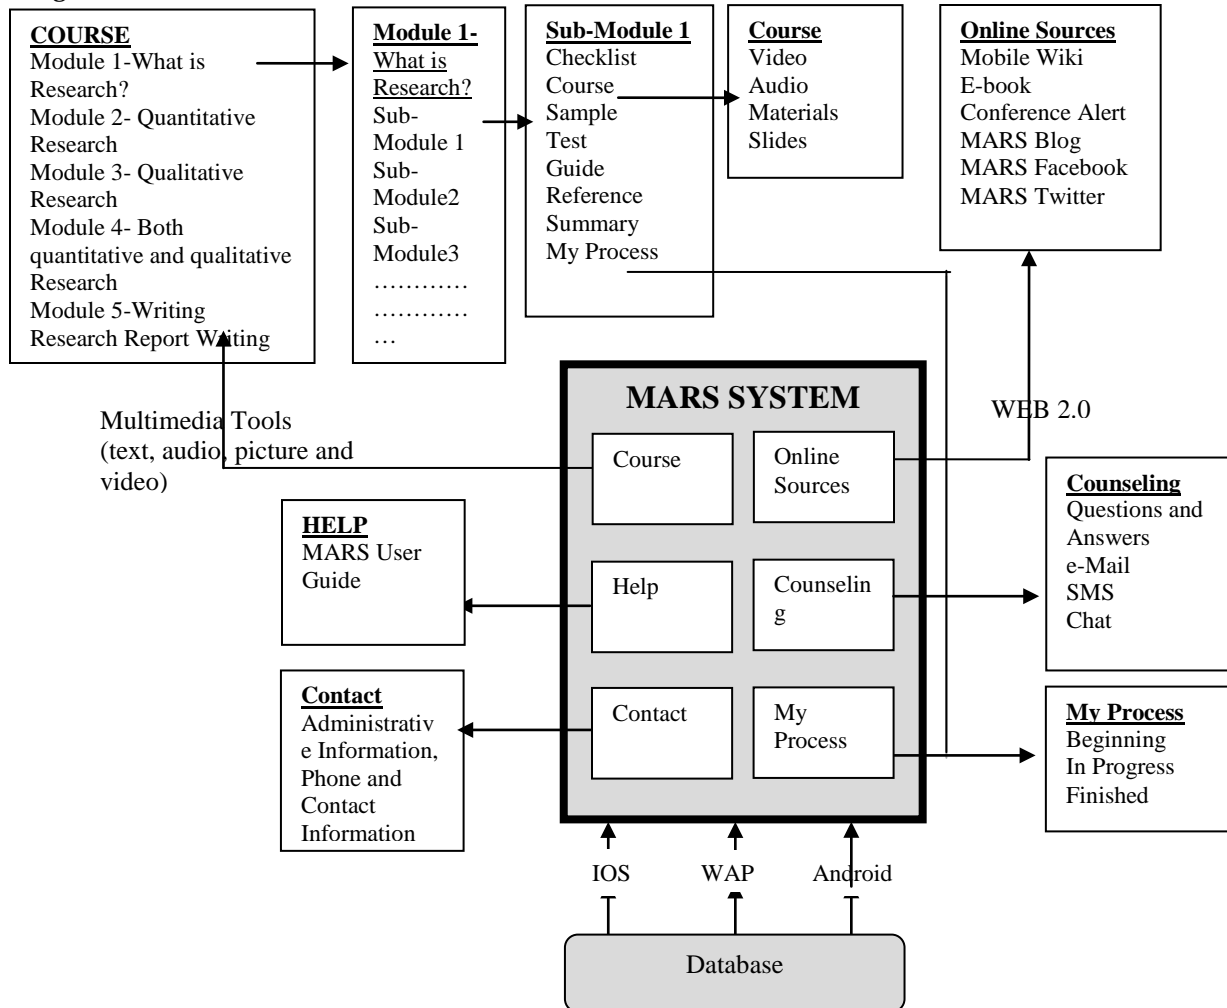 COURSE
Module 1-What is
Research?
Module 2- Quantitative
Research
Module 3- Qualitative
Research
Module 4- Both
quantitative and qualitative
Research
Module 5-Writing
Research Report Writing
Module 1-
What is
Research?
Sub-
Module 1
Sub-
Module2
Sub-
Module3
…………
…………
…
Sub-Module 1
Checklist
Course
Sample
Test
Guide
Reference
Summary
My Process
Course
Video
Audio
Materials
Slides
Online Sources
Mobile Wiki
E-book
Conference Alert
MARS Blog
MARS Facebook
MARS Twitter
Multimedia Tools
(text, audio, picture and
video)
MARS SYSTEM
WEB 2.0
Course
Online
Sources
Help
Counselin
g
Contact
My
Process
HELP
MARS User
Guide
Contact
Administrativ
e Information,
Phone and
Contact
Information
Counseling
Questions and
Answers
e-Mail
SMS
Chat
My Process
Beginning
In Progress
Finished
IOS
WAP
Android
Database